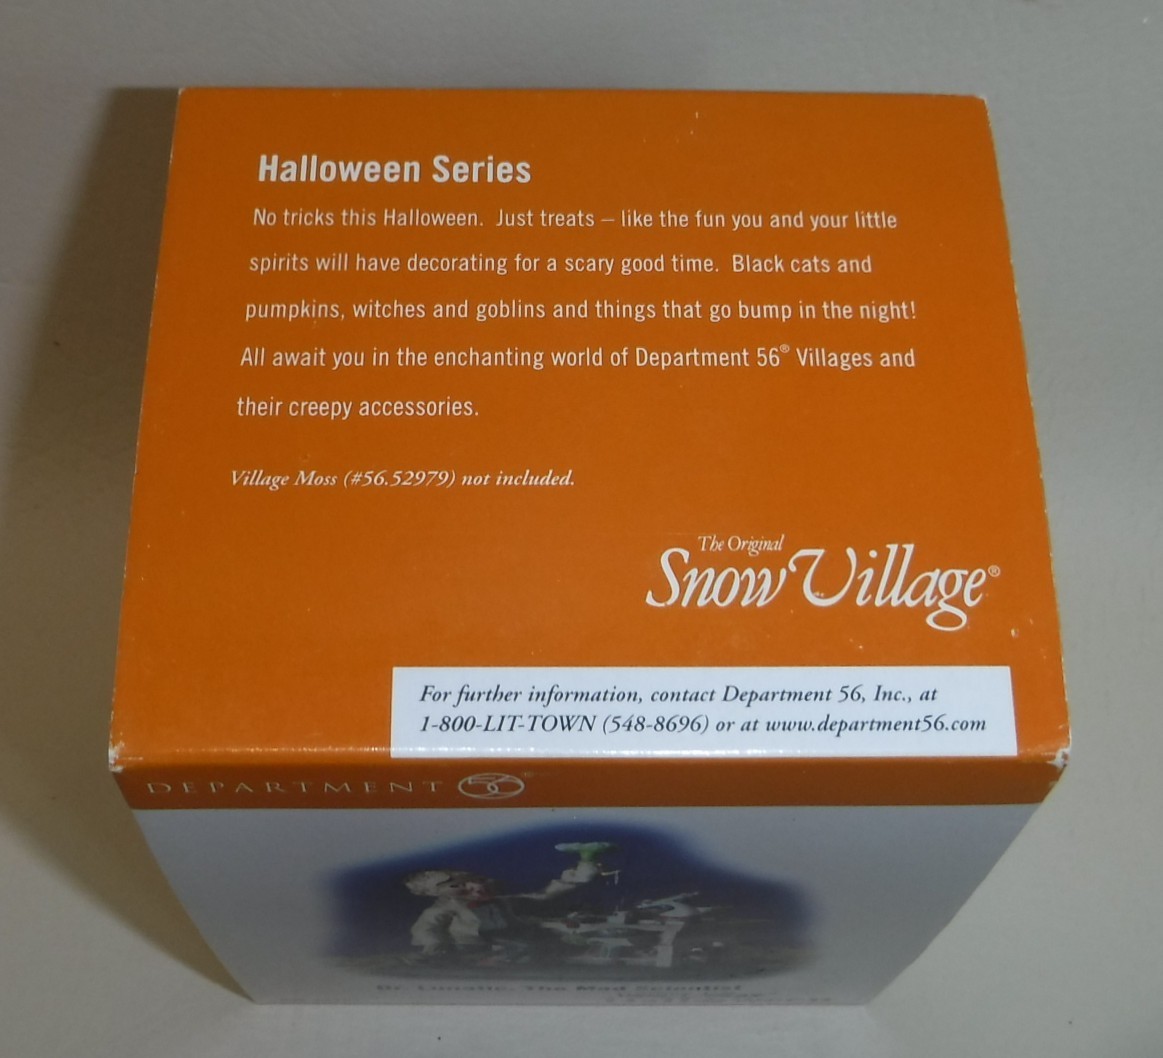 Halloween Series
No tricks this Halloween. Just treats – like the fun you and your little
spirits will have decorating for a scary good time. Black cats and
pumpkins, witches and goblins and things that go bump in the night!
All await you in the enchanting world of Department 56® Villages and
their creepy accessories.
Village Moss (#56.52979) not included.
The Original
Snow Village®
For further information, contact Department 56, Inc., at
1-800-LIT-TOWN (548-8696) or at www.department56.com
DEPARTMENT 56®
The Mad Scientist